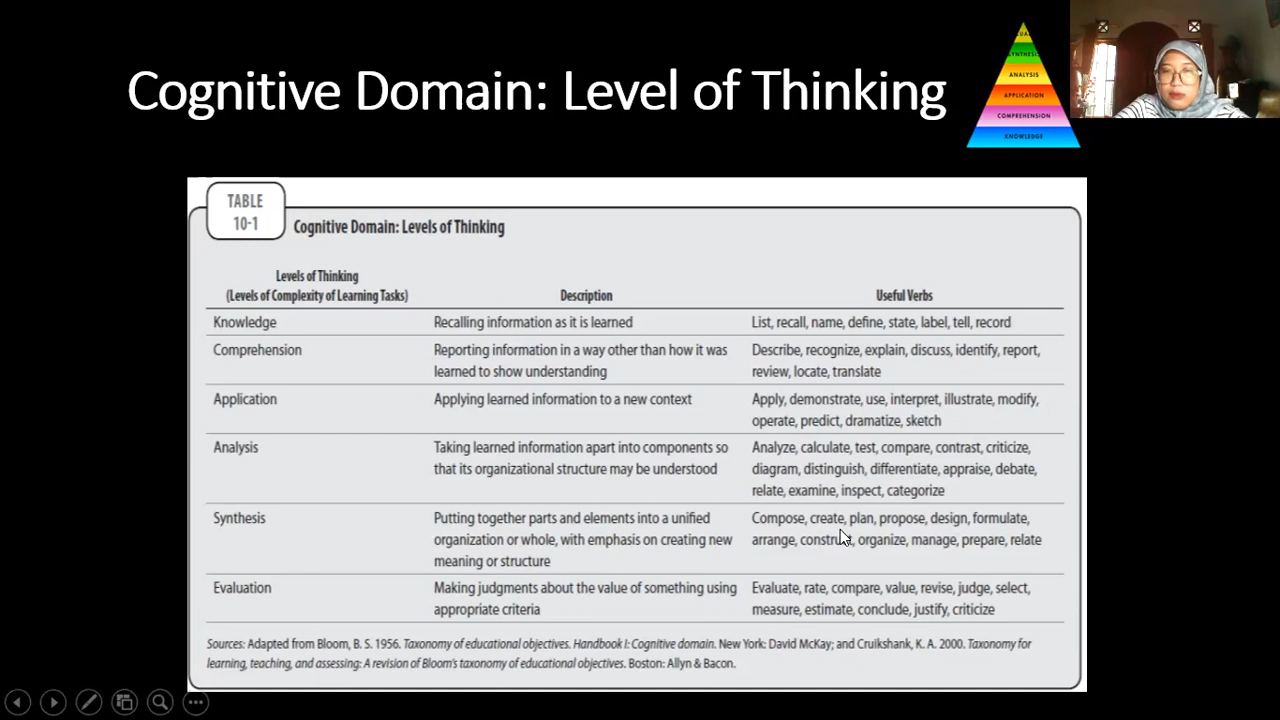 Cognitive Domain: Level of Thinking
ANALYSIS
APPLICATION
COMPREHENSION
KNOWLEDGE
TABLE
10-1
Cognitive Domain: Levels of Thinking
Levels of Thinking
(Levels of Complexity of Learning Tasks) Description Useful Verbs
Knowledge Recalling information as it is learned List, recall, name, define, state, label, tell, record
Comprehension Reporting information in a way other than how it was Describe, recognize, explain, discuss, identify, report,
learned to show understanding review, locate, translate
Application Applying learned information to a new context Apply, demonstrate, use, interpret, illustrate, modify,
operate, predict, dramatize, sketch
Analysis Taking learned information apart into components so Analyze, calculate, test, compare, contrast, criticize,
that its organizational structure may be understood diagram, distinguish, differentiate, appraise, debate,
relate, examine, inspect, categorize
Synthesis Putting together parts and elements into a unified Compose, create, plan, propose, design, formulate,
organization or whole, with emphasis on creating new arrange, construct, organize, manage, prepare, relate
meaning or structure
Evaluation Making judgments about the value of something using Evaluate, rate, compare, value, revise, judge, select,
appropriate criteria measure, estimate, conclude, justify, criticize
Sources: Adapted from Bloom, B. S. 1956. Taxonomy of educational objectives. Handbook I: Cognitive domain. New York: David McKay; and Cruikshank, K. A. 2000. Taxonomy for
learning, teaching, and assessing: A revision of Bloom's taxonomy of educational objectives. Boston: Allyn & Bacon.